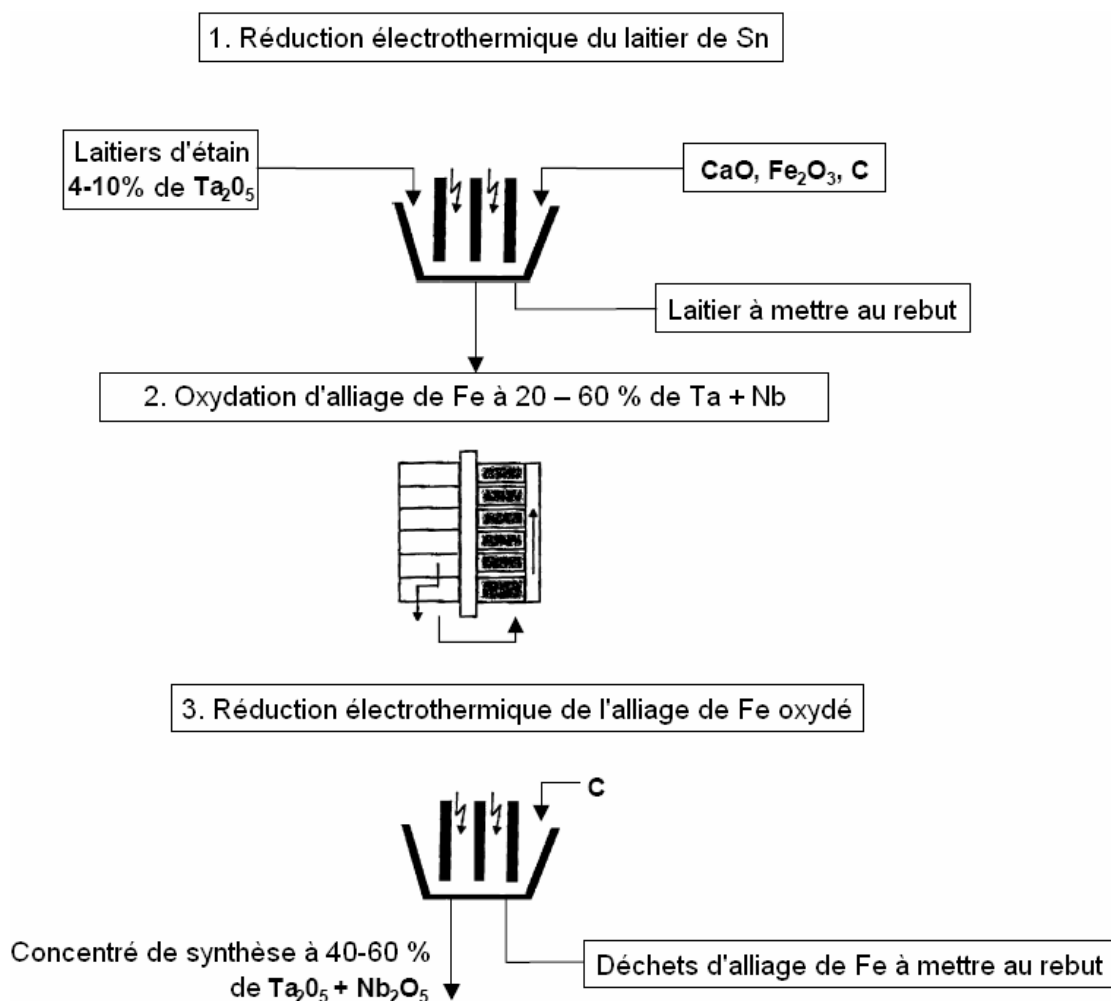 1. Réduction électrothermique du laitier de Sn
Laitiers d'étain
4-10% de Ta₂0₅
CaO, Fe₂O₃, C
Laitier à mettre au rebut
2. Oxydation d'alliage de Fe à 20 – 60 % de Ta + Nb
3. Réduction électrothermique de l'alliage de Fe oxydé
C
Concentré de synthèse à 40-60 %
de Ta₂0₅ + Nb₂O₅
Déchets d'alliage de Fe à mettre au rebut